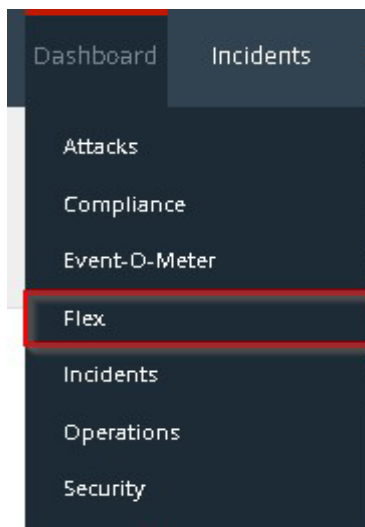 Dashboard Incidents
Attacks
Compliance
Event-O-Meter
Flex
Incidents
Operations
Security